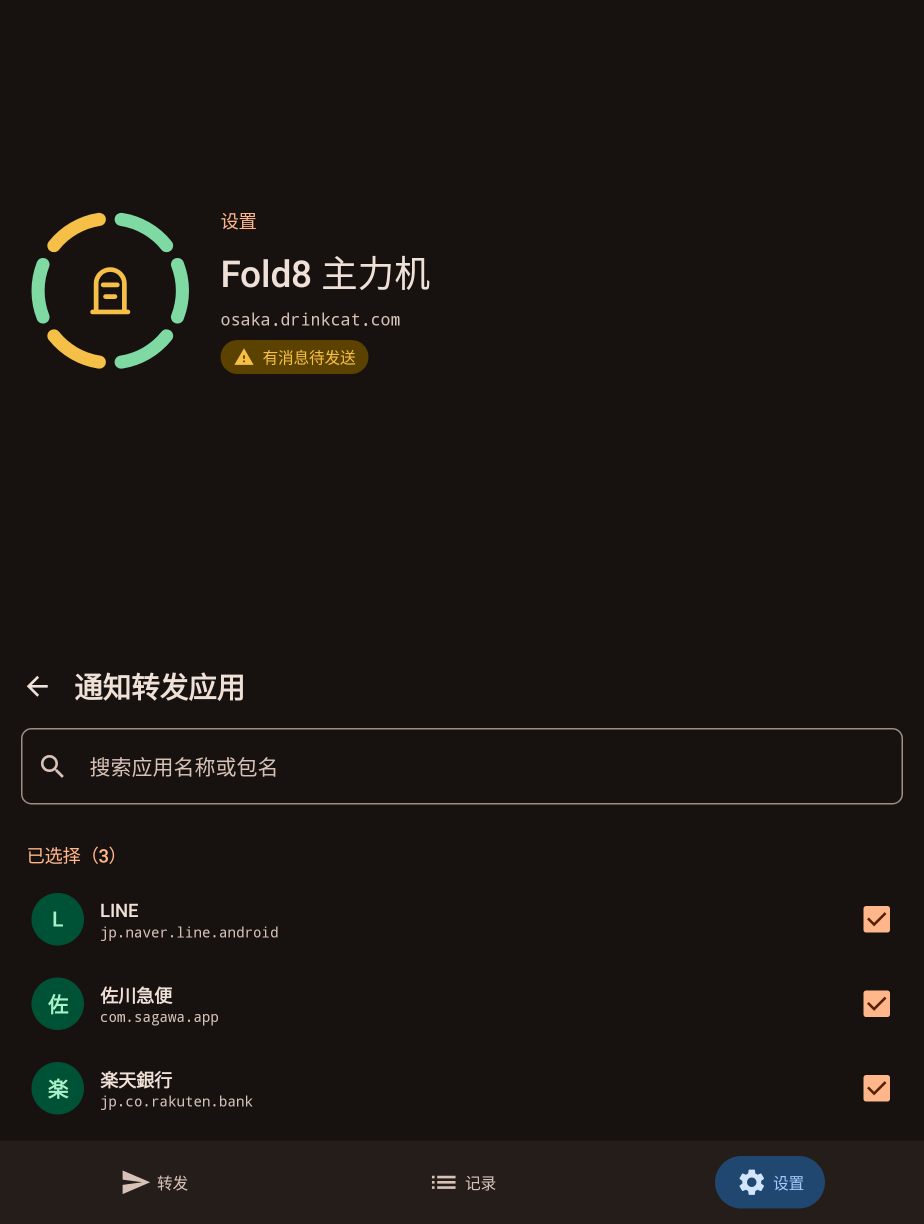 设置
Fold8 主力机
osaka.drinkcat.com
有消息待发送
通知转发应用
搜索应用名称或包名
已选择（3）
L
LINE
jp.naver.line.android
佐
佐川急便
com.sagawa.app
楽
楽天銀行
jp.co.rakuten.bank
转发
记录
设置